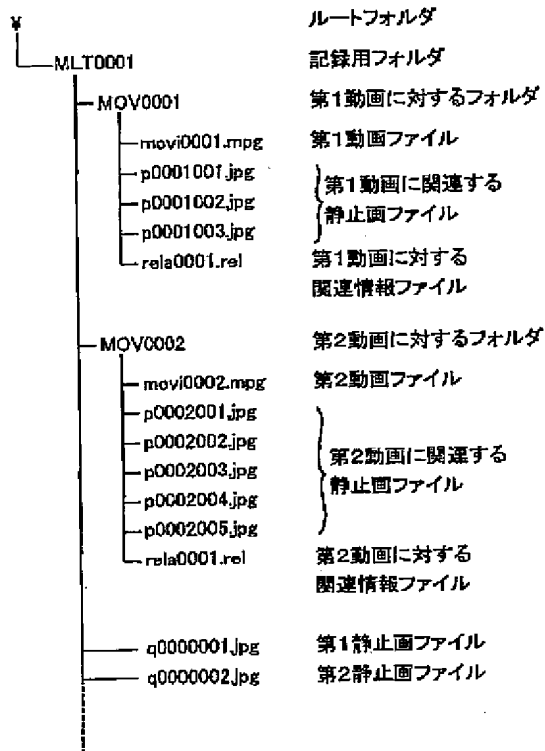 ¥ ルートフォルダ
MLT0001 記録用フォルダ
MOV0001 第1動画に対するフォルダ
movi0001.mpg 第1動画ファイル
p0001001.jpg
p0001002.jpg
p0001003.jpg
第1動画に関連する
静止画ファイル
rela0001.rel 第1動画に対する
関連情報ファイル
MOV0002 第2動画に対するフォルダ
movi0002.mpg 第2動画ファイル
p0002001.jpg
p0002002.jpg
p0002003.jpg
p0002004.jpg
p0002005.jpg
第2動画に関連する
静止画ファイル
rela0001.rel 第2動画に対する
関連情報ファイル
q0000001.jpg 第1静止画ファイル
q0000002.jpg 第2静止画ファイル